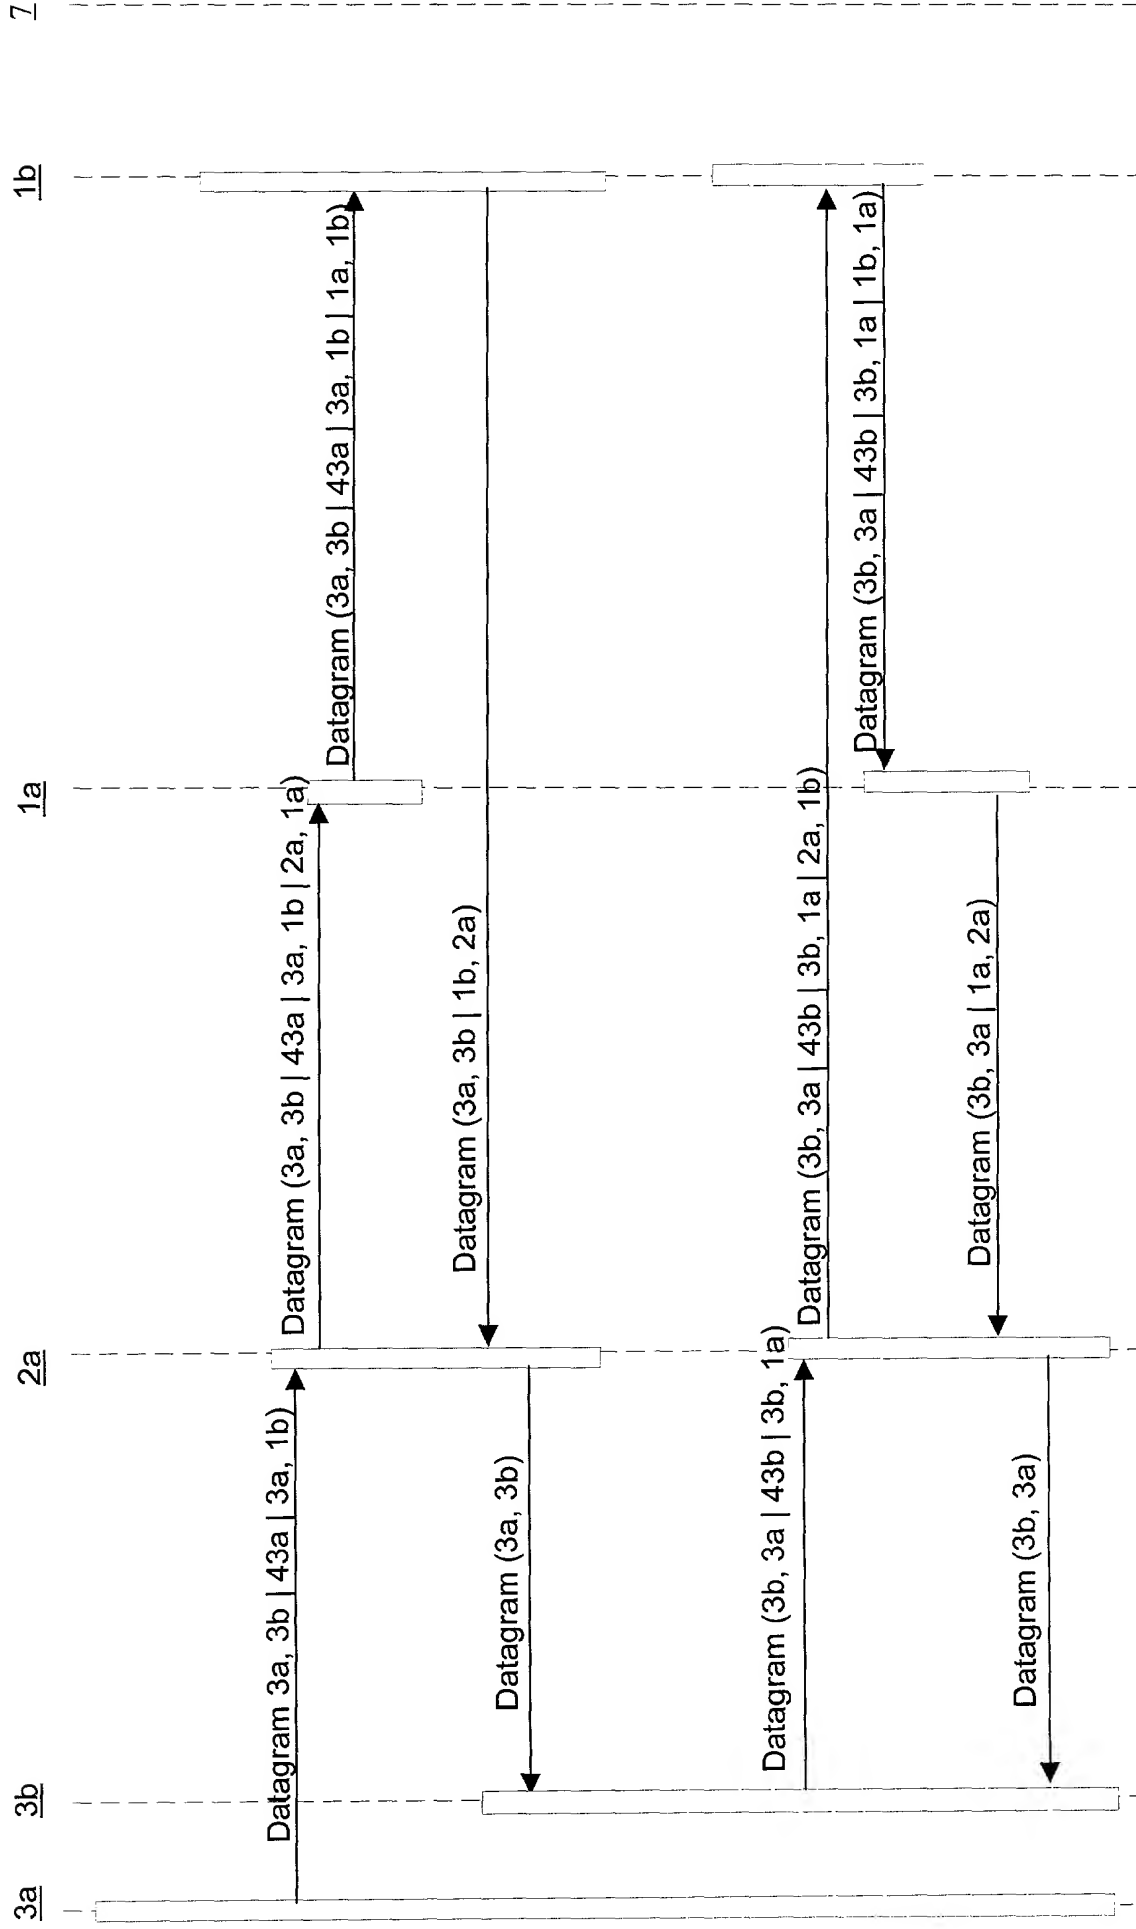 3a
3b
2a
1a
1b
7
Datagram 3a, 3b | 43a | 3a, 1b)
Datagram (3a, 3b | 43a | 3a, 1b | 2a, 1a)
Datagram (3a, 3b | 43a | 3a, 1b | 1a, 1b)
Datagram (3a, 3b | 1b, 2a)
Datagram (3a, 3b)
Datagram (3b, 3a | 43b | 3b, 1a)
Datagram (3b, 3a | 43b | 3b, 1a | 2a, 1b)
Datagram (3b, 3a | 43b | 3b, 1a | 1b, 1a)
Datagram (3b, 3a | 1a, 2a)
Datagram (3b, 3a)